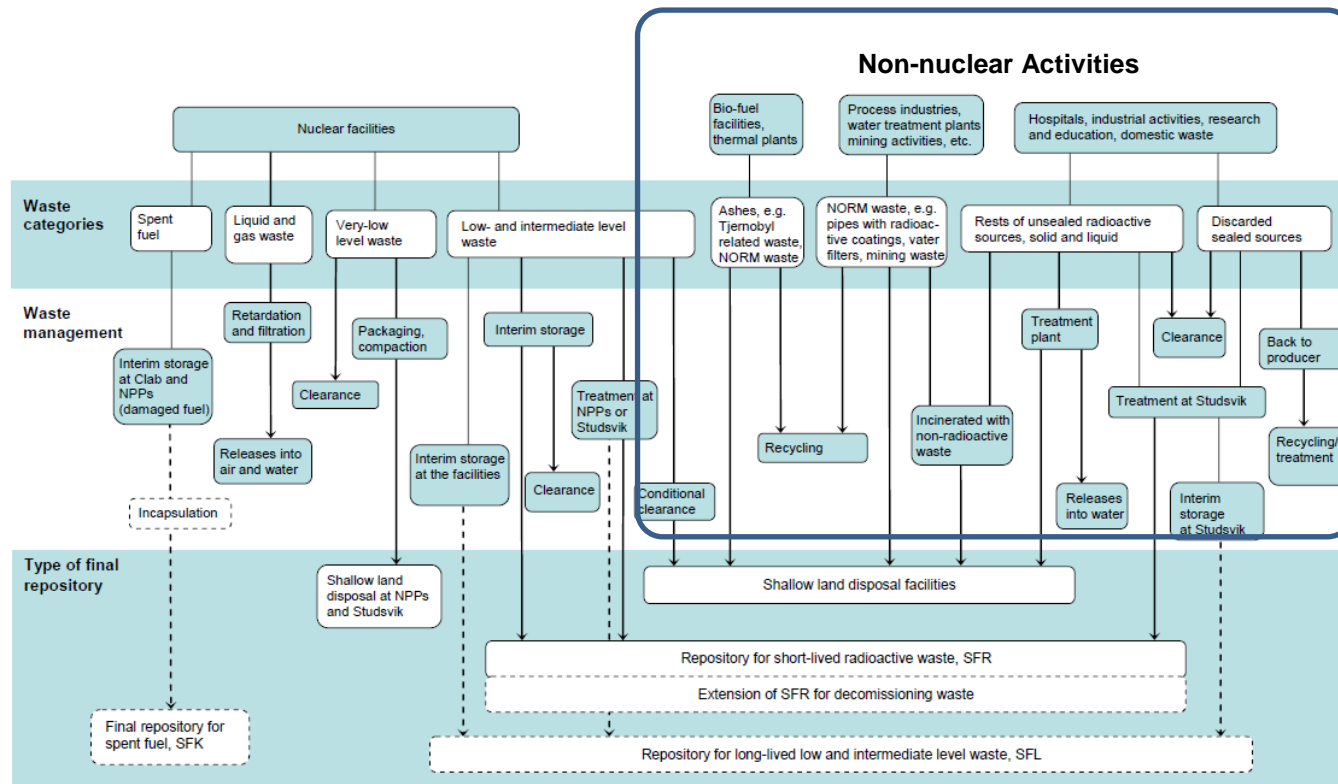 Non-nuclear Activities
Nuclear facilities
Bio-fuel
facilities,
thermal plants
Process industries,
water treatment plants
mining activities, etc.
Hospitals, industrial activities, research
and education, domestic waste
Waste
categories
Spent
fuel
Liquid and
gas waste
Very-low
level waste
Low- and intermediate level
waste
Ashes, e.g.
Tjernobyl
related waste,
NORM waste
NORM waste, e.g.
pipes with radioac-
tive coatings, vater
filters, mining waste
Rests of unsealed radioactive
sources, solid and liquid
Discarded
sealed sources
Waste
management
Interim storage
at Clab and
NPPs
(damaged fuel)
Retardation
and filtration
Releases into
air and water
Clearance
Packaging,
compaction
Interim storage
at the facilities
Interim storage
Clearance
Treatment at
NPPs or
Studsvik
Conditional
clearance
Recycling
Incinerated with
non-radioactive
waste
Treatment
plant
Releases
into water
Clearance
Treatment at Studsvik
Interim
storage
at Studsvik
Back to
producer
Recycling/
treatment
Incapsulation
Type of final
repository
Shallow land
disposal at NPPs
and Studsvik
Shallow land disposal facilities
Repository for short-lived radioactive waste, SFR
Extension of SFR for decomissioning waste
Final repository for
spent fuel, SFK
Repository for long-lived low and intermediate level waste, SFL